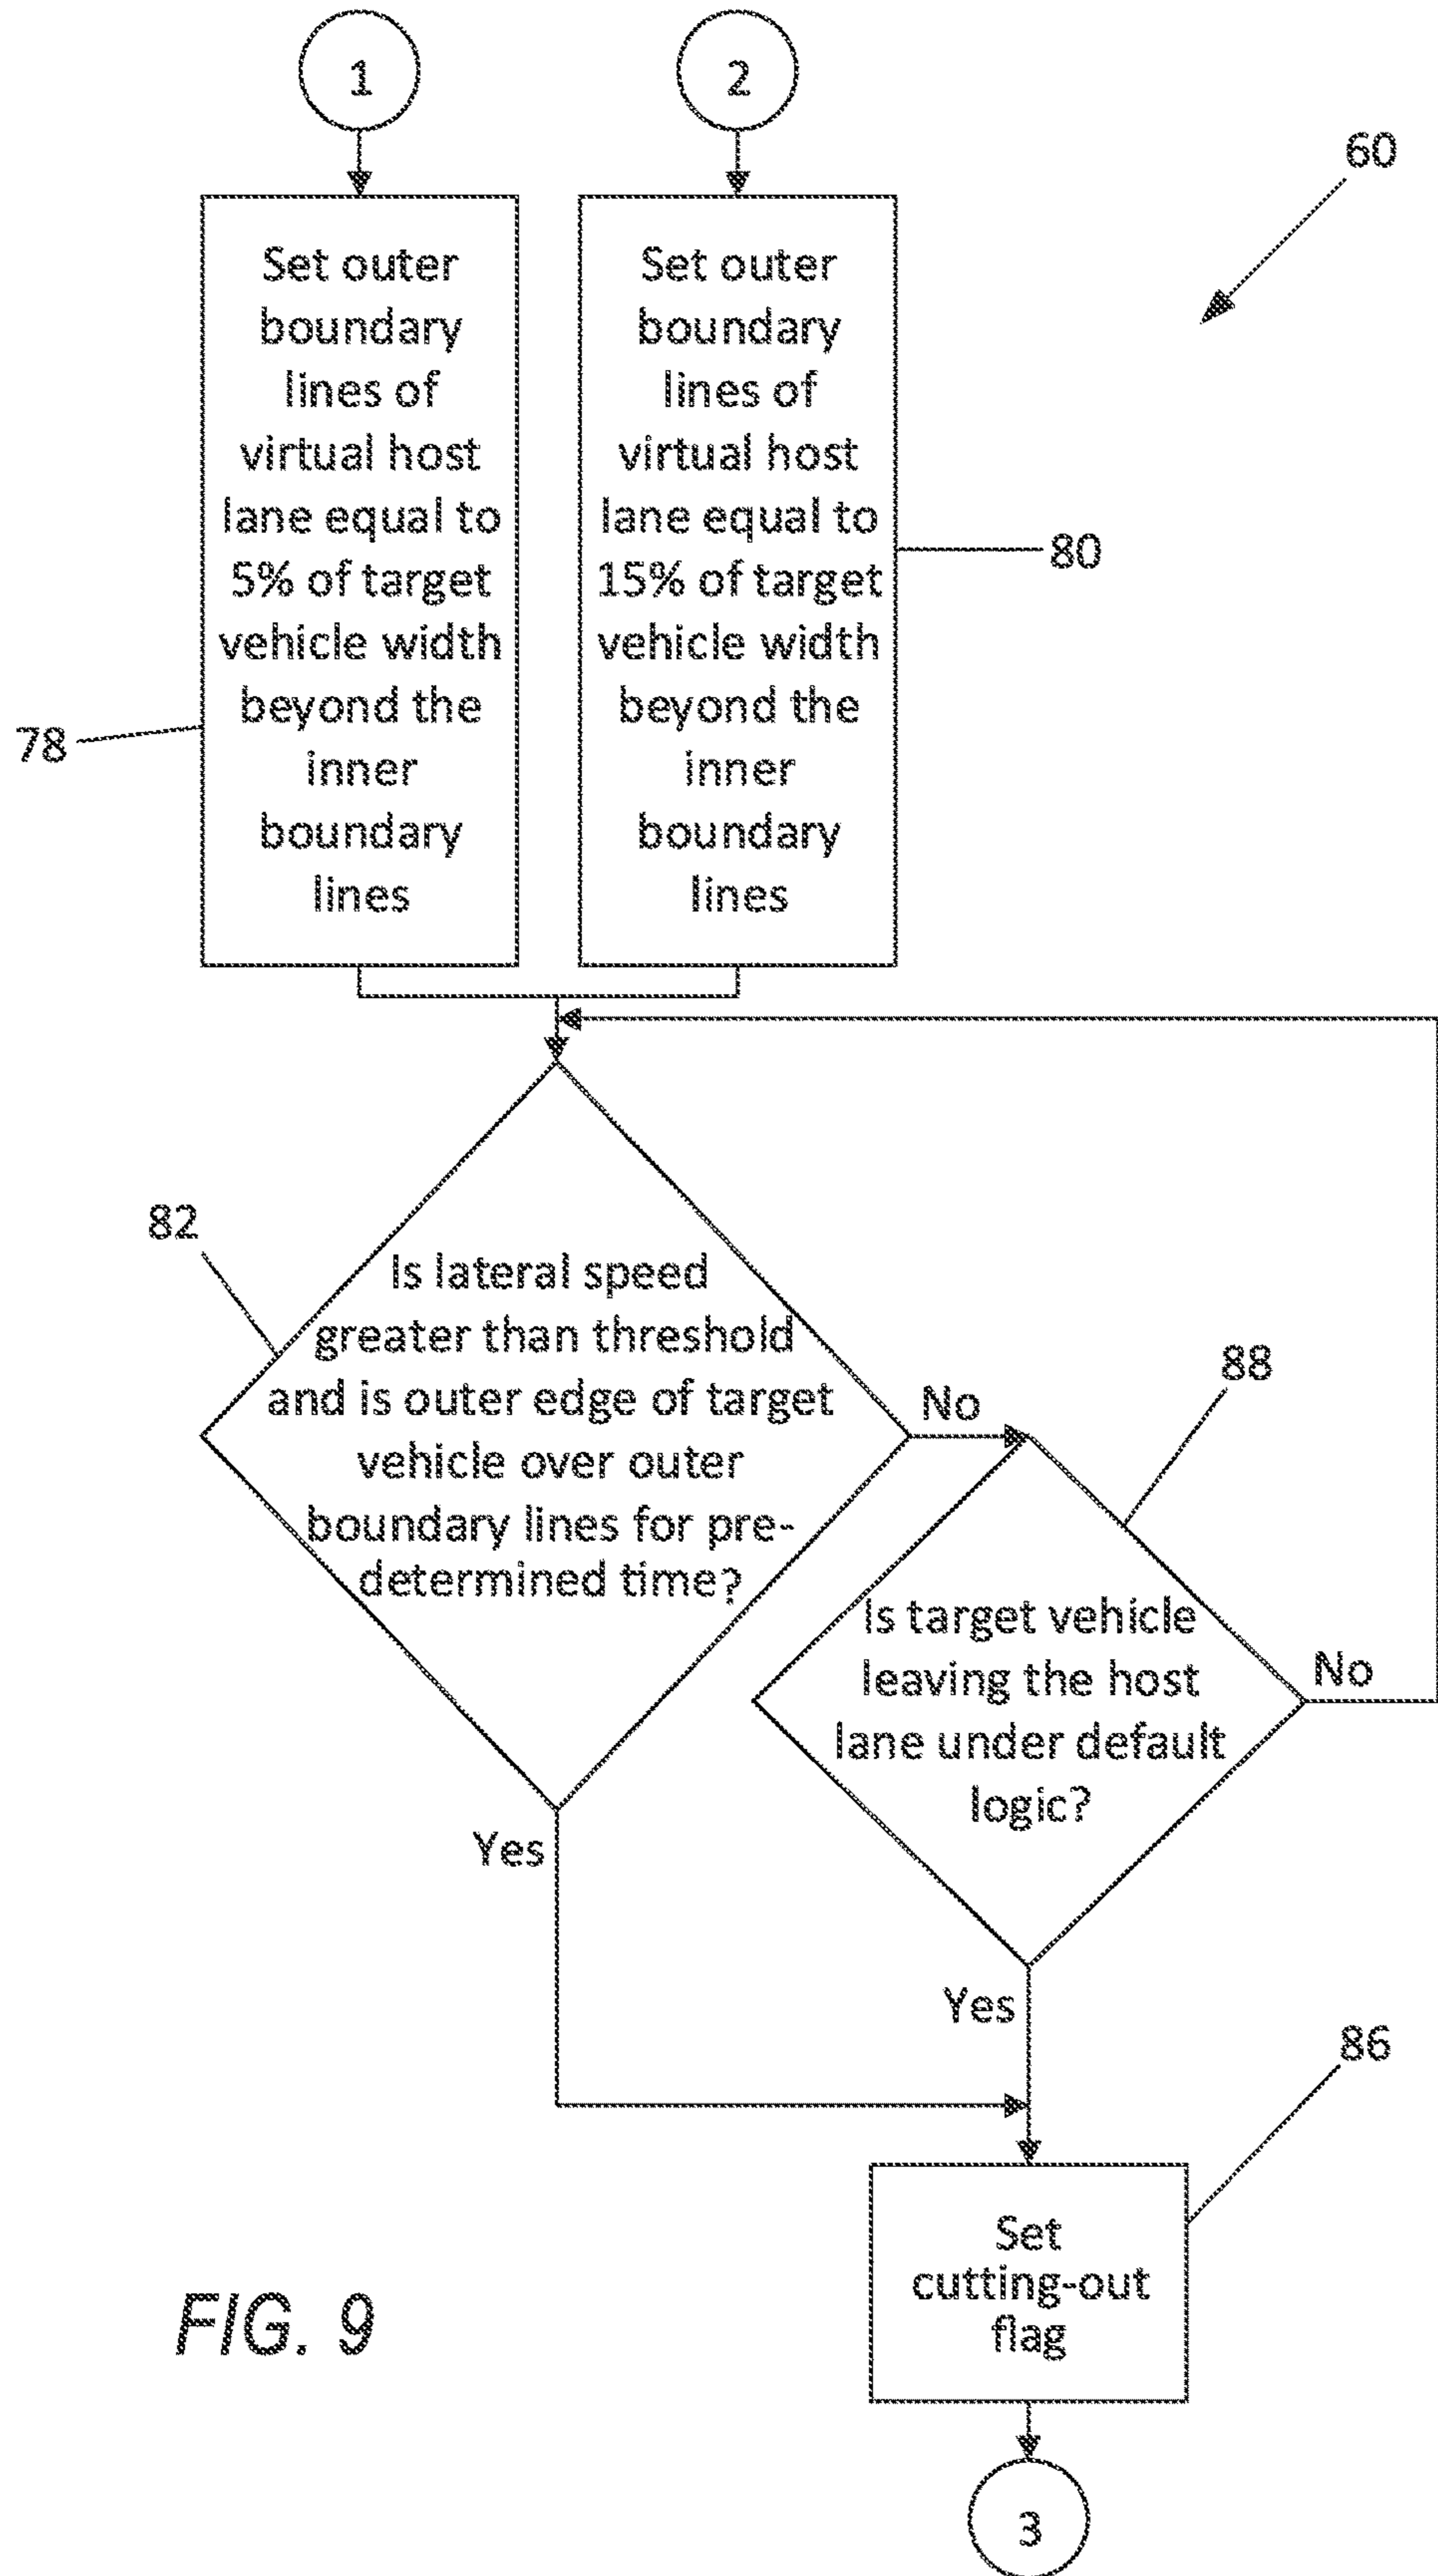 1
2
60
Set outer
boundary
lines of
virtual host
lane equal to
5% of target
vehicle width
beyond the
inner
boundary
lines
78
Set outer
boundary
lines of
virtual host
lane equal to
15% of target
vehicle width
beyond the
inner
boundary
lines
80
82
Is lateral speed
greater than threshold
and is outer edge of target
vehicle over outer
boundary lines for pre-
determined time?
No
88
Is target vehicle
leaving the host
lane under default
logic?
No
Yes
Yes
86
Set
cutting-out
flag
FIG. 9
3